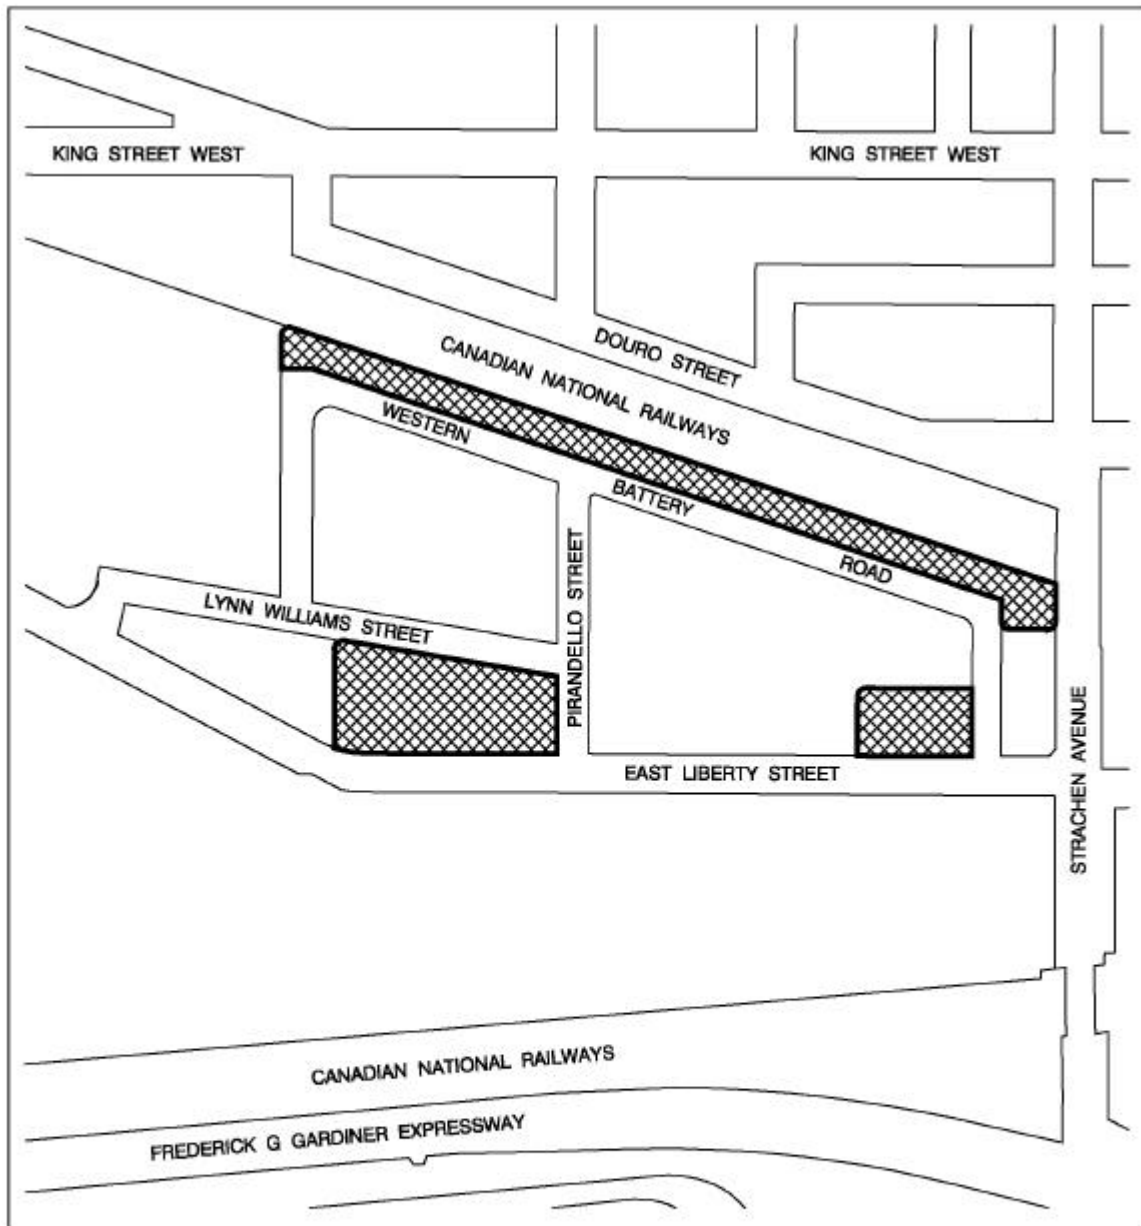 KING STREET WEST
KING STREET WEST
DOURO STREET
CANADIAN NATIONAL RAILWAYS
WESTERN BATTERY ROAD
PIRANDELLO STREET
LYNN WILLIAMS STREET
EAST LIBERTY STREET
STRACHEN AVENUE
CANADIAN NATIONAL RAILWAYS
FREDERICK G GARDINER EXPRESSWAY